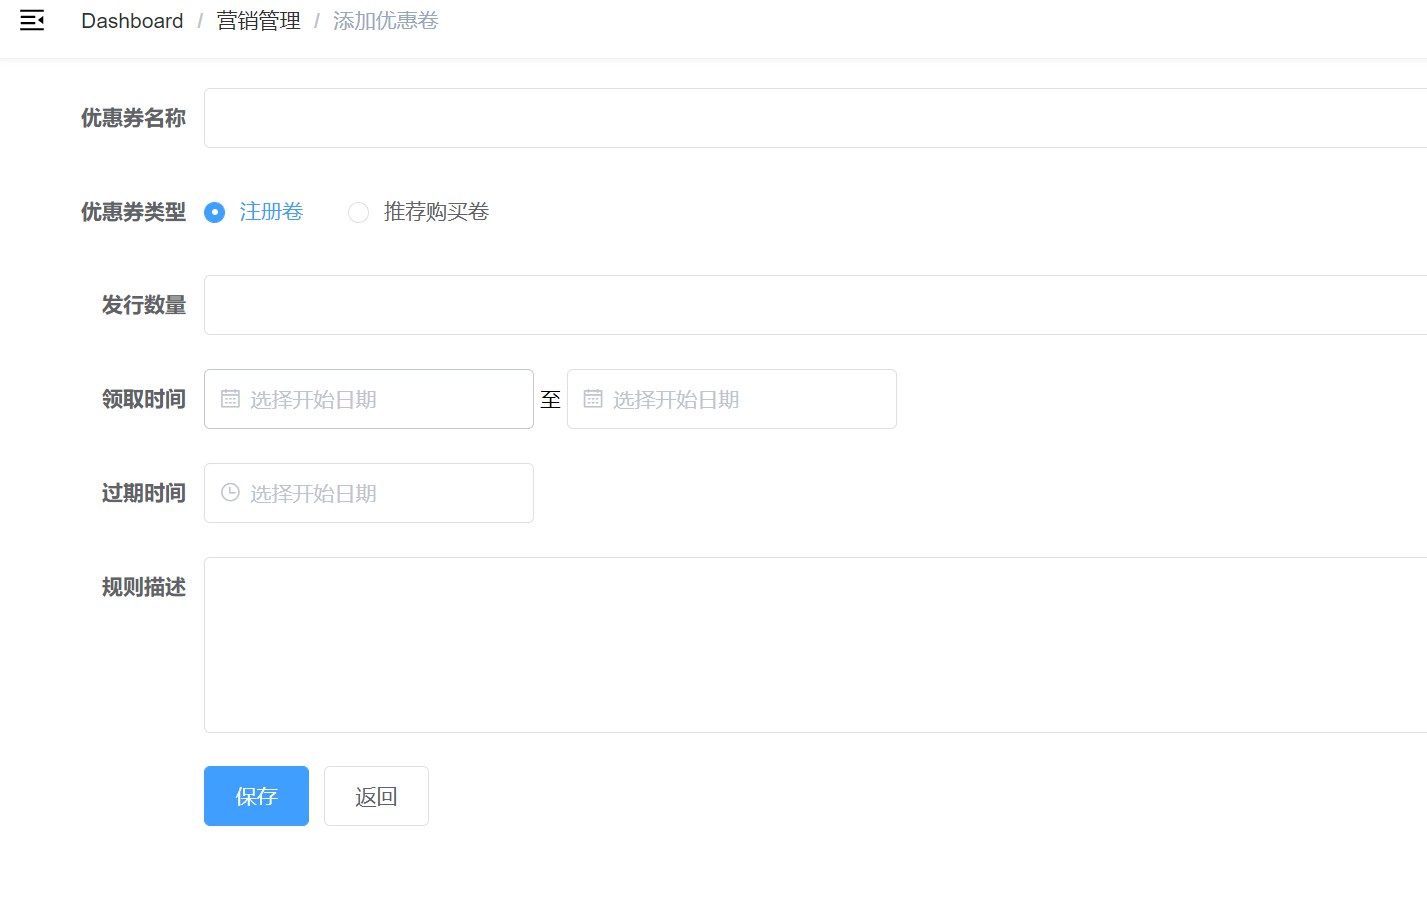 Dashboard / 营销管理 / 添加优惠卷
优惠券名称
优惠券类型 注册卷 推荐购买卷
发行数量
领取时间 选择开始日期 至 选择开始日期
过期时间 选择开始日期
规则描述
保存 返回